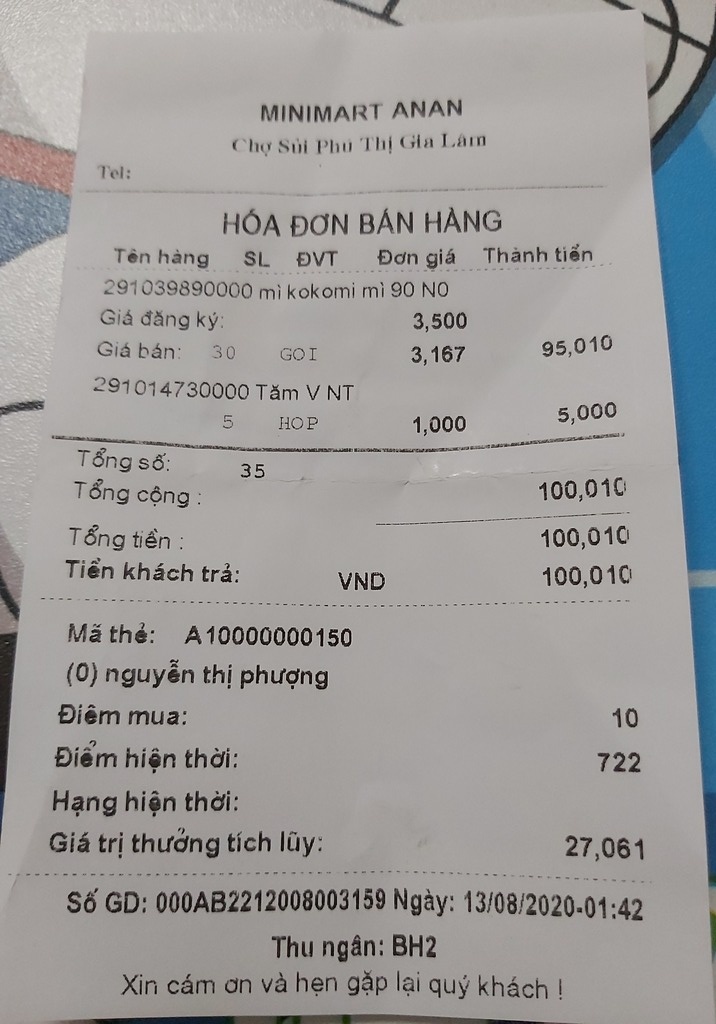 MINIMART ANAN
Chợ Sủi Phú Thị Gia Lâm
Tel:
HÓA ĐƠN BÁN HÀNG
Tên hàng SL ĐVT Đơn giá Thành tiền
291039890000 mì kokomi mì 90 N0
Giá đăng ký: 3,500
Giá bán: 30 GOI 3,167 95,010
291014730000 Tăm V NT
5 HOP 1,000 5,000
Tổng số: 35
Tổng cộng : 100,010
Tổng tiền : 100,010
Tiền khách trả: VND 100,010
Mã thẻ: A10000000150
(0) nguyễn thị phượng
Điêm mua: 10
Điểm hiện thời: 722
Hạng hiện thời:
Giá trị thưởng tích lũy: 27,061
Số GD: 000AB2212008003159 Ngày: 13/08/2020-01:42
Thu ngân: BH2
Xin cám ơn và hẹn gặp lại quý khách !